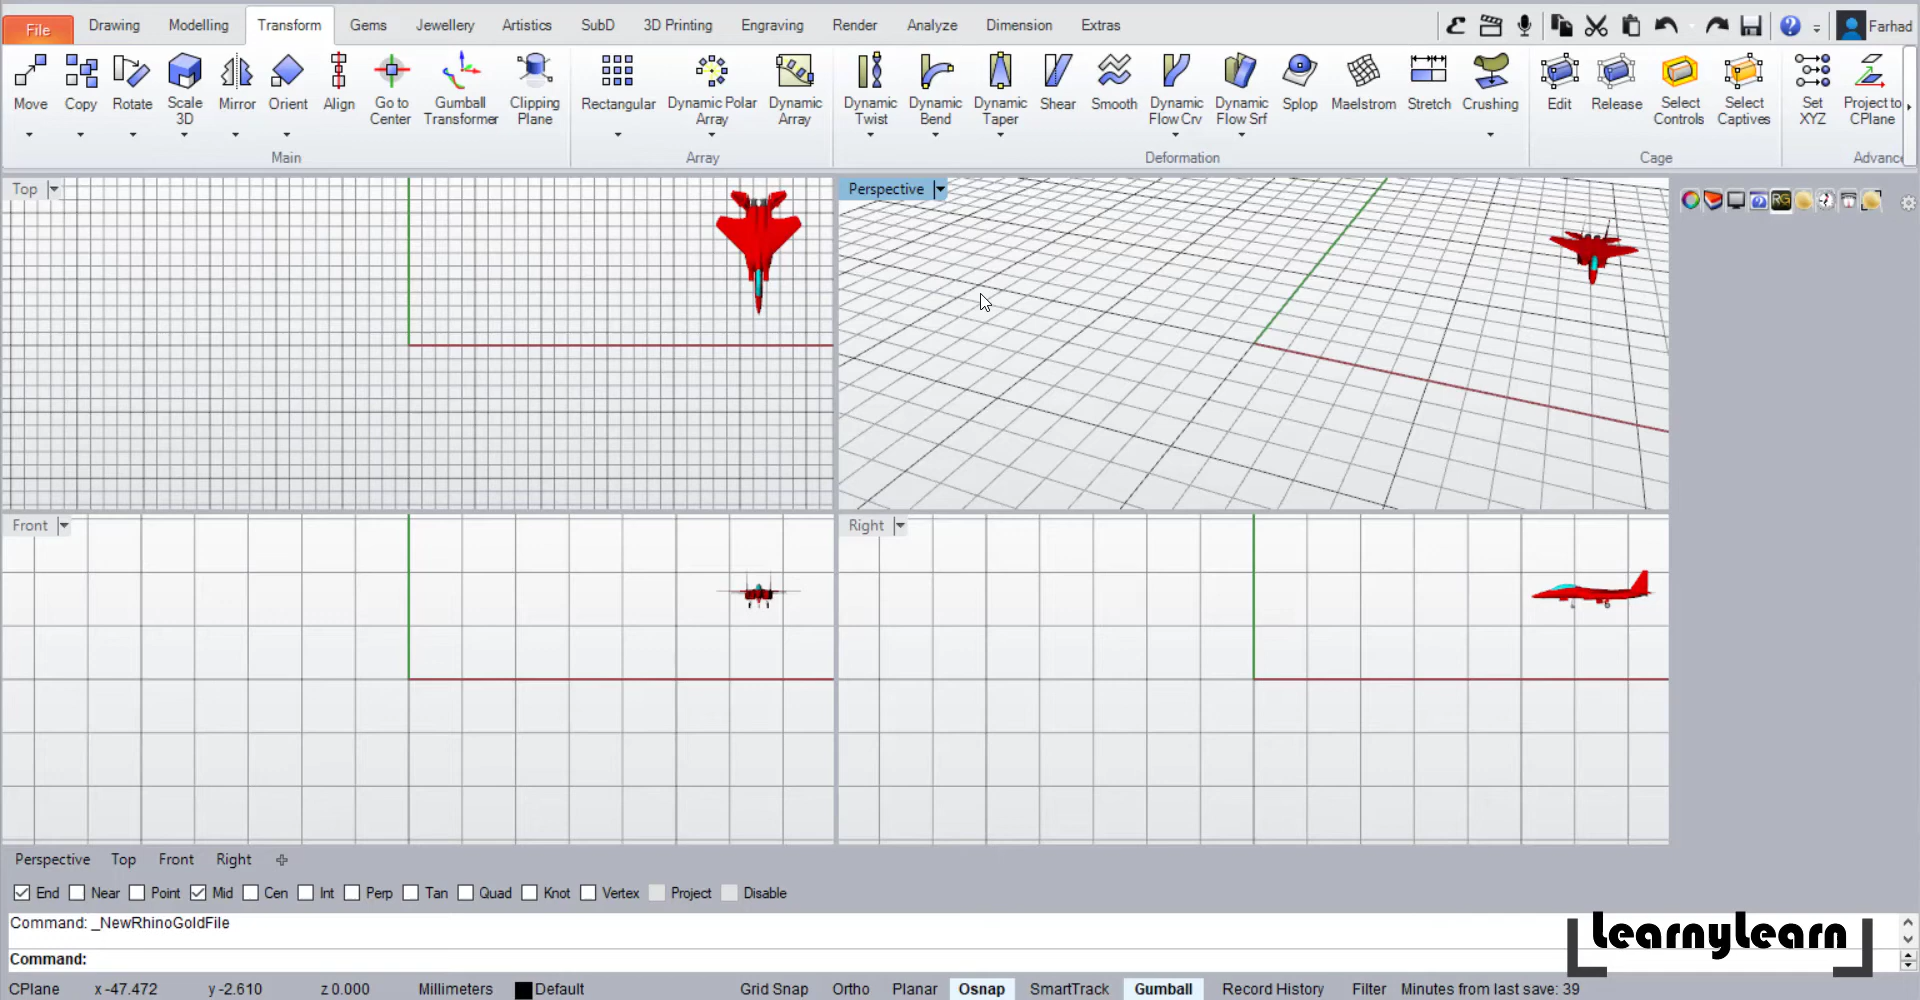 File Drawing Modelling Transform Gems Jewellery Artistics SubD 3D Printing Engraving Render Analyze Dimension Extras Farhad
Move Copy Rotate Scale 3D Mirror Orient Align Go to Center Gumball Transformer Clipping Plane Rectangular Dynamic Polar Array Dynamic Array Dynamic Twist Dynamic Bend Dynamic Taper Shear Smooth Dynamic Flow Crv Dynamic Flow Srf Splop Maelstrom Stretch Crushing Edit Release Select Controls Select Captives Set XYZ Project to CPlane
Main Array Deformation Cage Advance
Top Perspective
RG
Front Right
Perspective Top Front Right
End Near Point Mid Cen Int Perp Tan Quad Knot Vertex Project Disable
Command: _NewRhinoGoldFile
Command:
LearnyLearn
CPlane x -47.472 y -2.610 z 0.000 Millimeters Default Grid Snap Ortho Planar Osnap SmartTrack Gumball Record History Filter Minutes from last save: 39